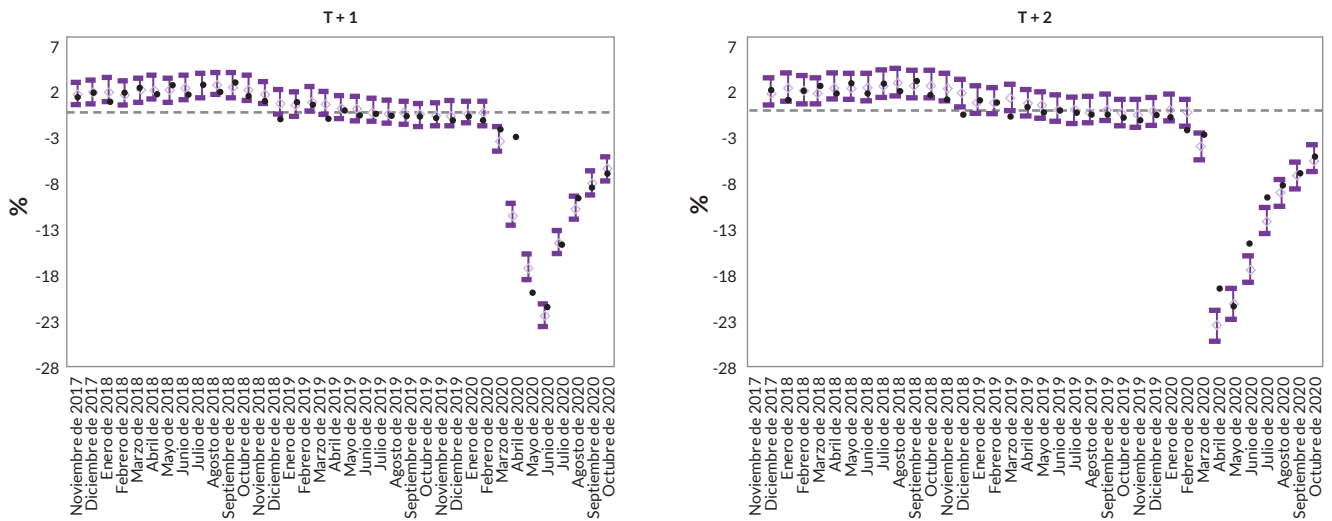 T + 1
7
2
-3
-8
-13
-18
-23
-28
%
Noviembre de 2017
Diciembre de 2017
Enero de 2018
Febrero de 2018
Marzo de 2018
Abril de 2018
Mayo de 2018
Junio de 2018
Julio de 2018
Agosto de 2018
Septiembre de 2018
Octubre de 2018
Noviembre de 2018
Diciembre de 2018
Enero de 2019
Febrero de 2019
Marzo de 2019
Abril de 2019
Mayo de 2019
Junio de 2019
Julio de 2019
Agosto de 2019
Septiembre de 2019
Octubre de 2019
Noviembre de 2019
Diciembre de 2019
Enero de 2020
Febrero de 2020
Marzo de 2020
Abril de 2020
Mayo de 2020
Junio de 2020
Julio de 2020
Agosto de 2020
Septiembre de 2020
Octubre de 2020
T + 2
7
2
-3
-8
-13
-18
-23
-28
%
Noviembre de 2017
Diciembre de 2017
Enero de 2018
Febrero de 2018
Marzo de 2018
Abril de 2018
Mayo de 2018
Junio de 2018
Julio de 2018
Agosto de 2018
Septiembre de 2018
Octubre de 2018
Noviembre de 2018
Diciembre de 2018
Enero de 2019
Febrero de 2019
Marzo de 2019
Abril de 2019
Mayo de 2019
Junio de 2019
Julio de 2019
Agosto de 2019
Septiembre de 2019
Octubre de 2019
Noviembre de 2019
Diciembre de 2019
Enero de 2020
Febrero de 2020
Marzo de 2020
Abril de 2020
Mayo de 2020
Junio de 2020
Julio de 2020
Agosto de 2020
Septiembre de 2020
Octubre de 2020